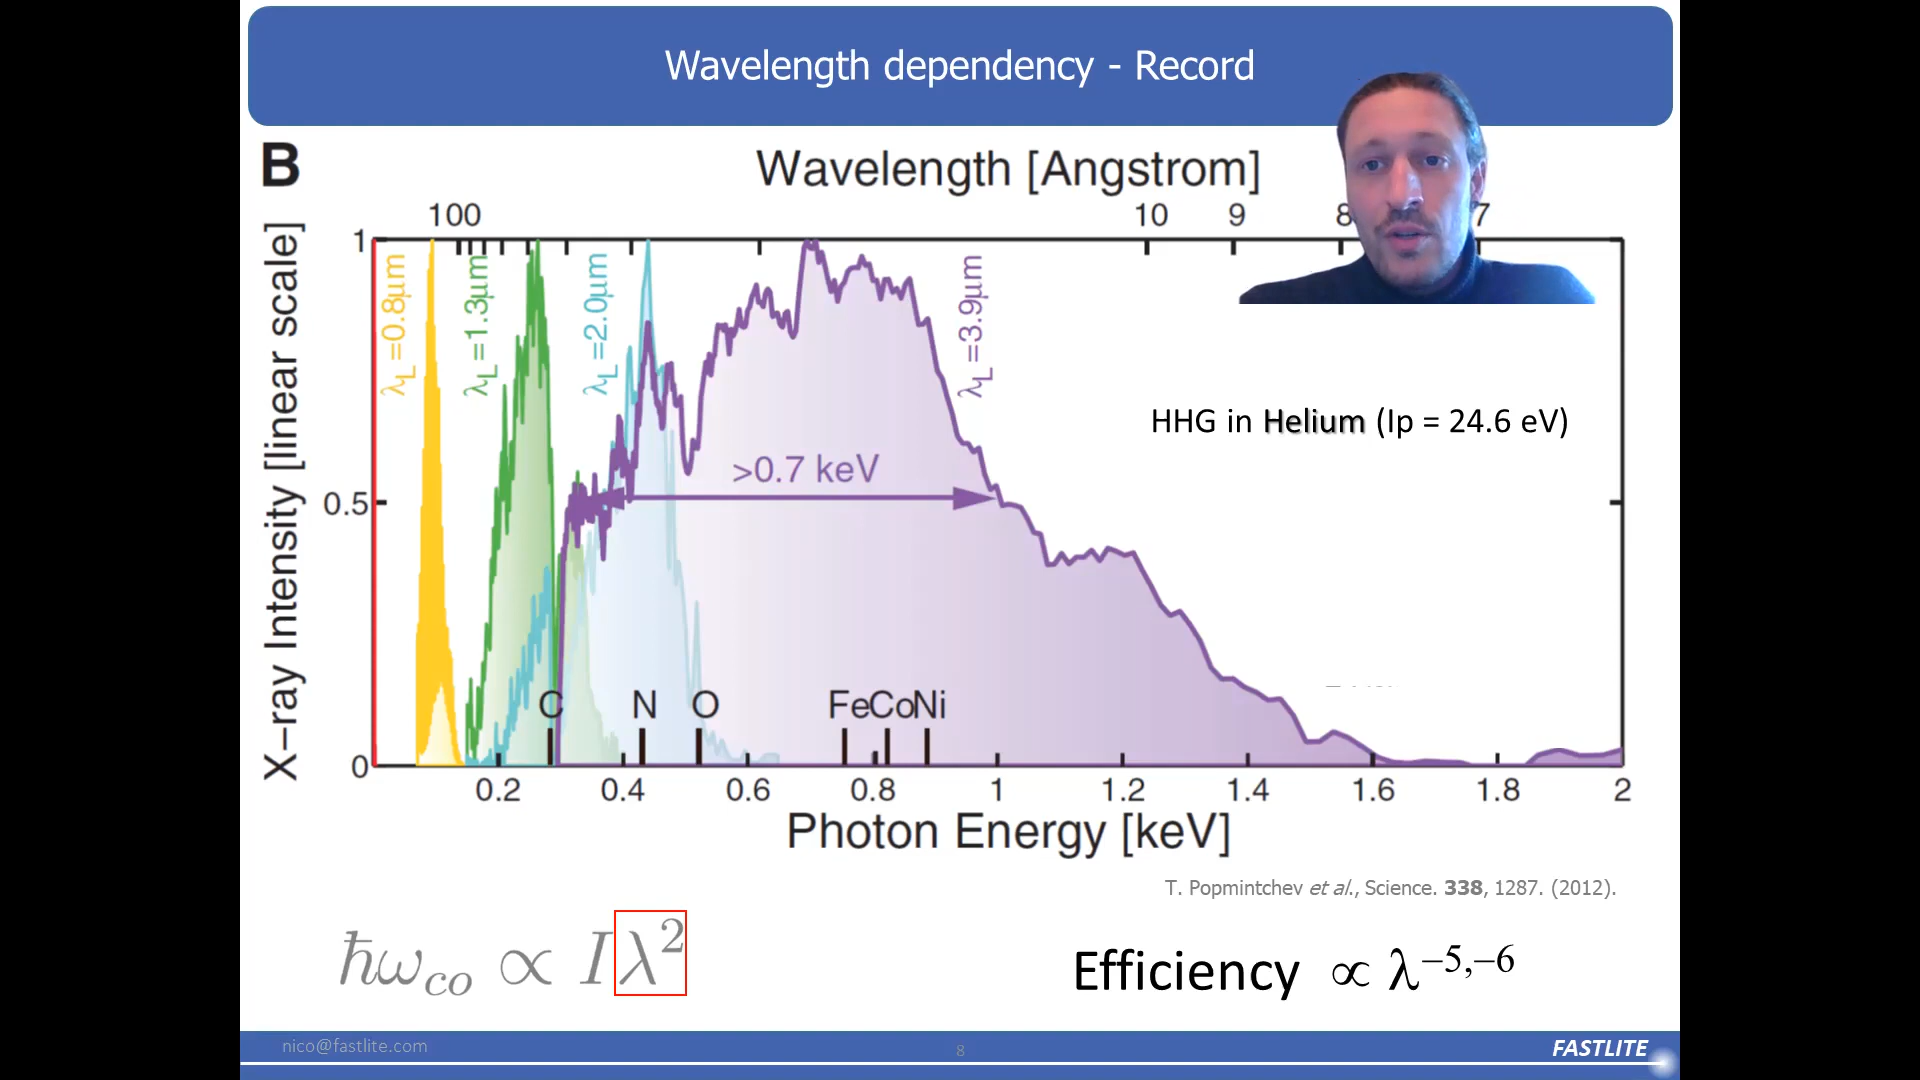 Wavelength dependency - Record
B
Wavelength [Angstrom]
100 10 9 8 7
X-ray Intensity [linear scale]
1
0.5
0
λL =0.8µm
λL =1.3µm
λL =2.0µm
λL =3.9µm
HHG in Helium (Ip = 24.6 eV)
>0.7 keV
C N O Fe Co Ni
0.2 0.4 0.6 0.8 1 1.2 1.4 1.6 1.8 2
Photon Energy [keV]
T. Popmintchev et al., Science. 338, 1287. (2012).
ħω_co ∝ Iλ²
Efficiency ∝ λ^−5,−6
nico@fastlite.com
8
FASTLITE